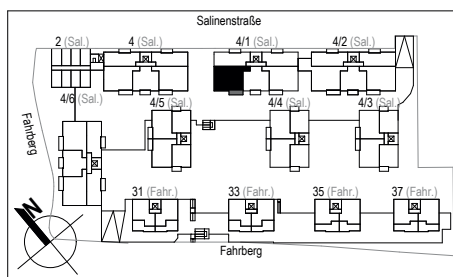 Salinenstraße
2 (Sal.) 4 (Sal.) 4/1 (Sal.) 4/2 (Sal.)
4/6 (Sal.) 4/5 (Sal.) 4/4 (Sal.) 4/3 (Sal.)
Fahrberg
31 (Fahr.) 33 (Fahr.) 35 (Fahr.) 37 (Fahr.)
N
Fahrberg